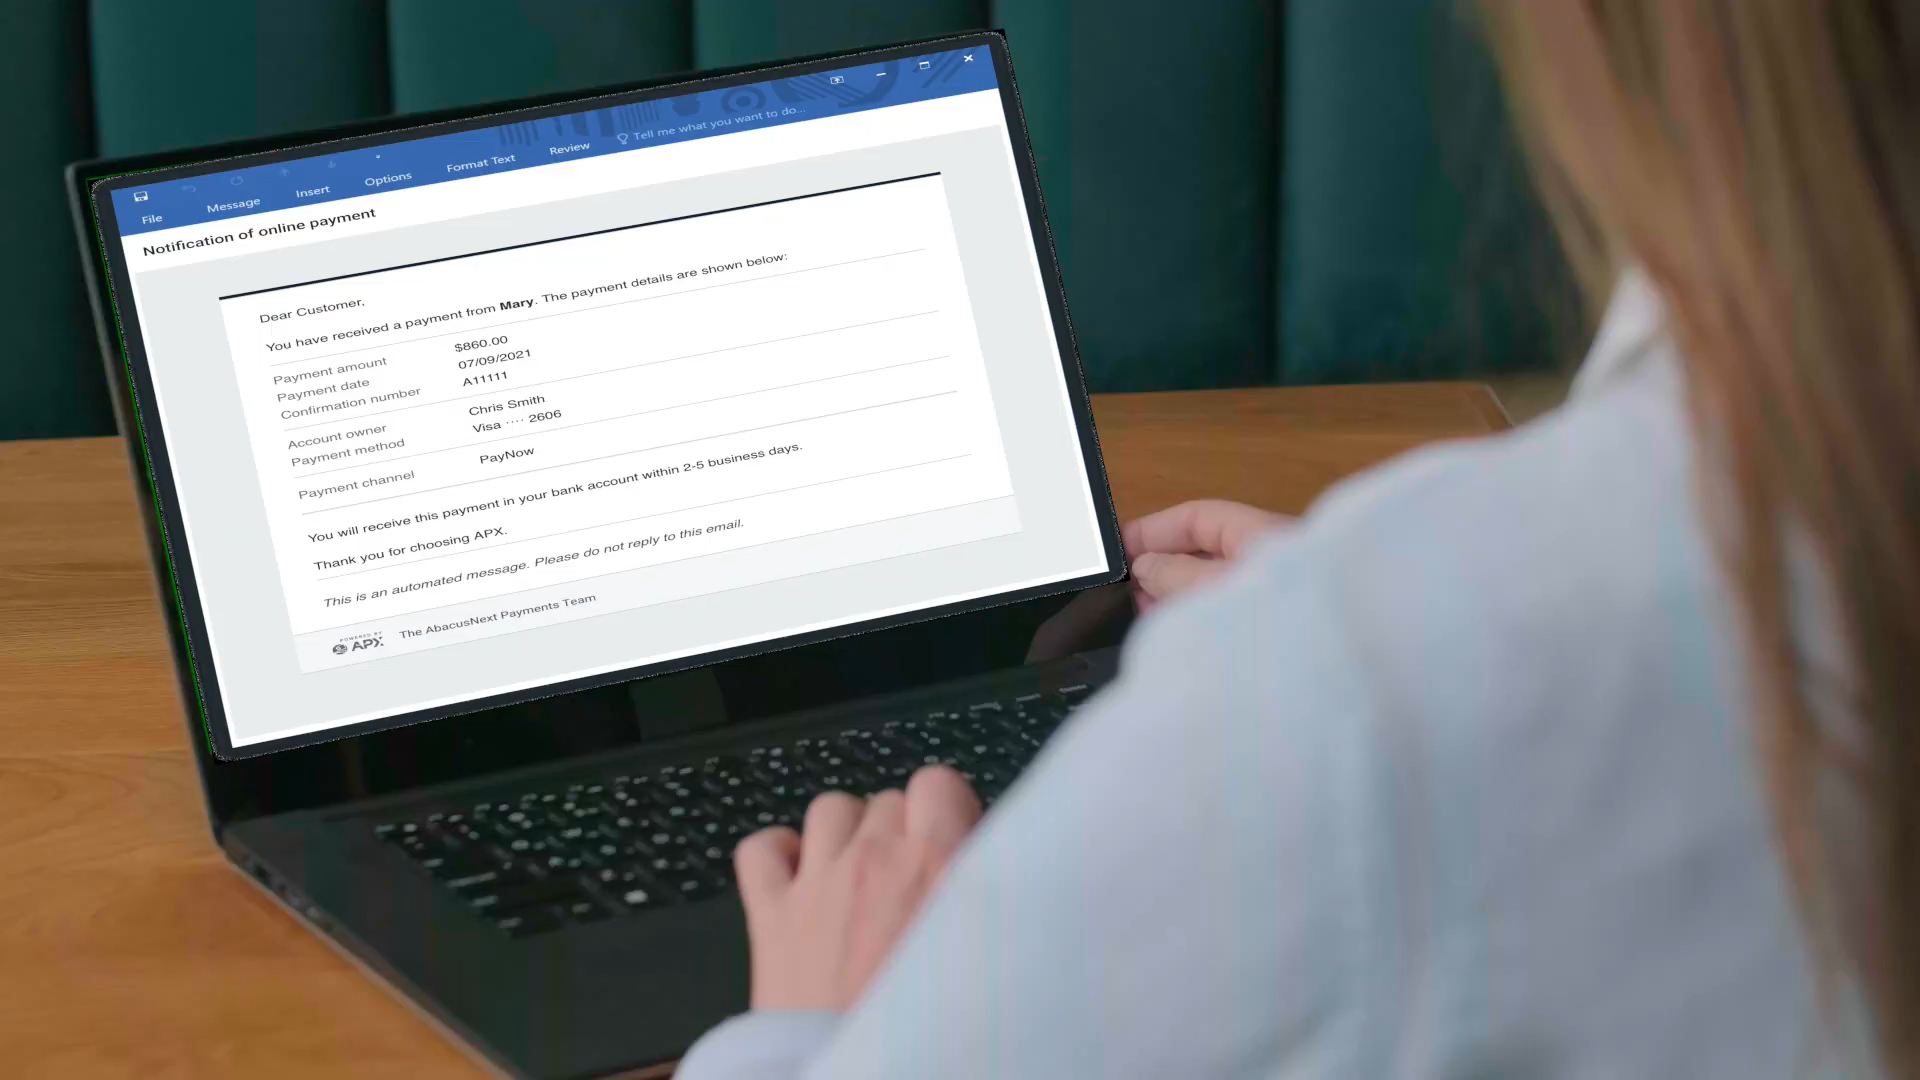 Tell me what you want to do...
File Message Insert Options Format Text Review
Notification of online payment
Dear Customer,
You have received a payment from Mary. The payment details are shown below:
Payment amount $860.00
Payment date 07/09/2021
Confirmation number A11111
Account owner Chris Smith
Payment method Visa ···· 2606
Payment channel PayNow
You will receive this payment in your bank account within 2-5 business days.
Thank you for choosing APX.
This is an automated message. Please do not reply to this email.
POWERED BY
APX The AbacusNext Payments Team